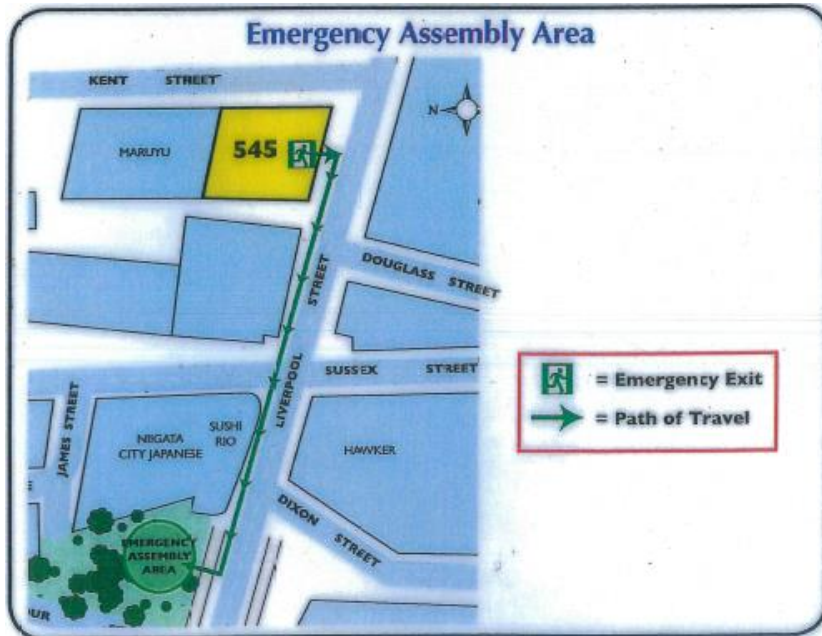 Emergency Assembly Area
KENT STREET
N
MARUYU
545
DOUGLASS STREET
LIVERPOOL STREET
SUSSEX STREET
= Emergency Exit
= Path of Travel
JAMES STREET
SUSHI
RIO
NIIGATA
CITY JAPANESE
HAWKER
DIXON STREET
EMERGENCY
ASSEMBLY
AREA
OUR